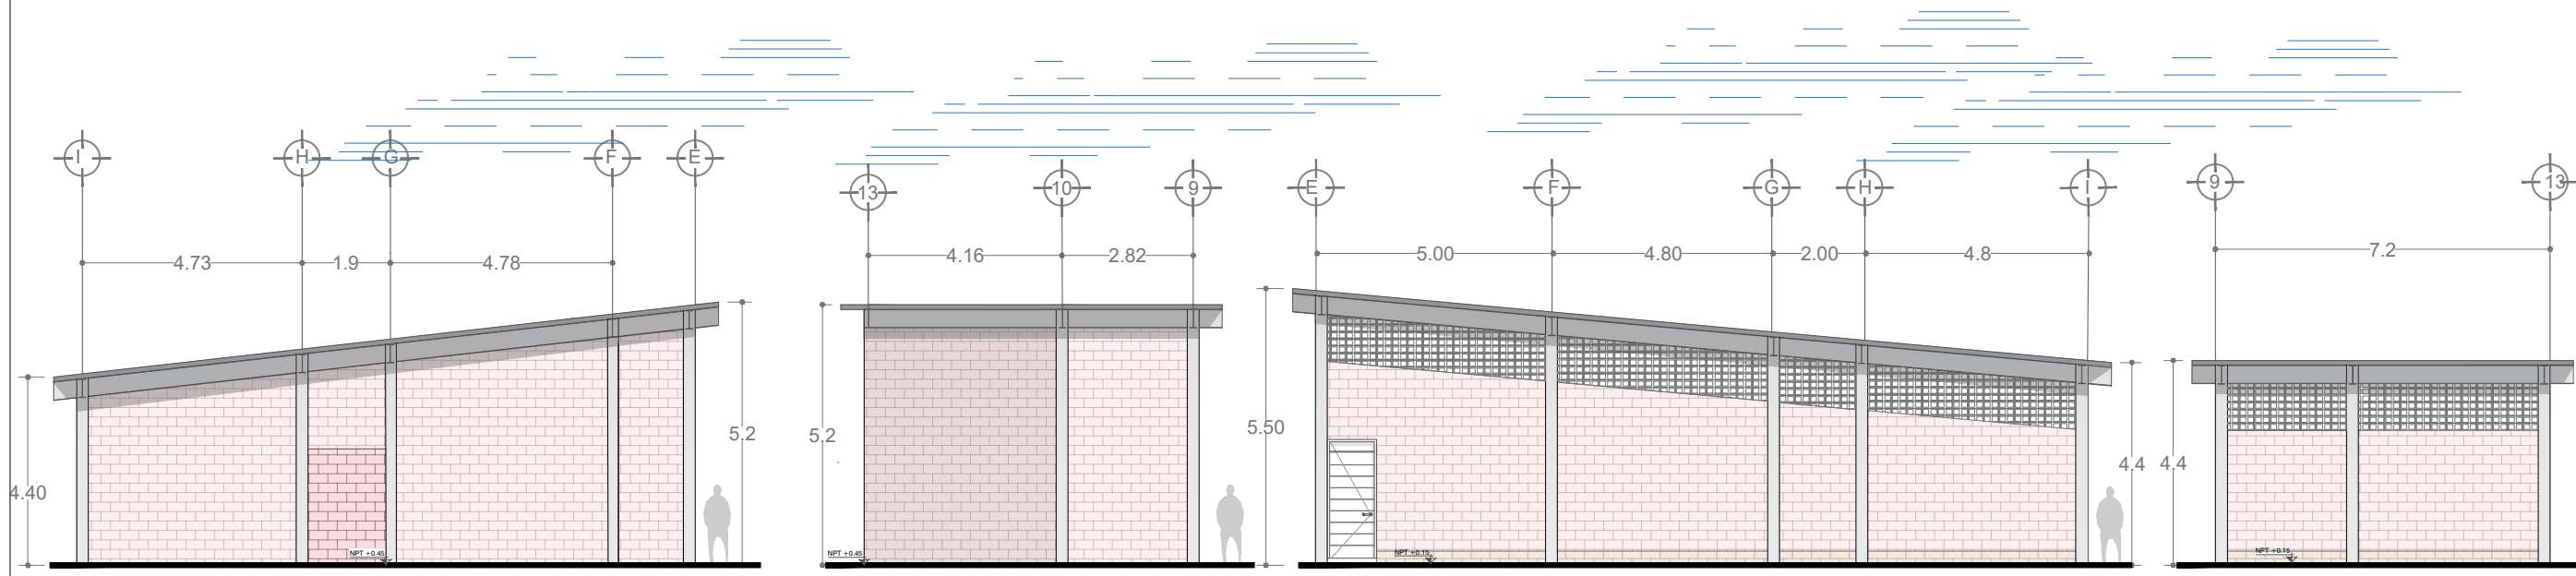 I H G F E
4.73 1.9 4.78
4.40
5.2
NPT +0.45
13 10 9
4.16 2.82
5.2
NPT +0.45
E F G H I
5.00 4.80 2.00 4.8
5.50
4.4
NPT +0.15
9 13
7.2
4.4
NPT +0.15